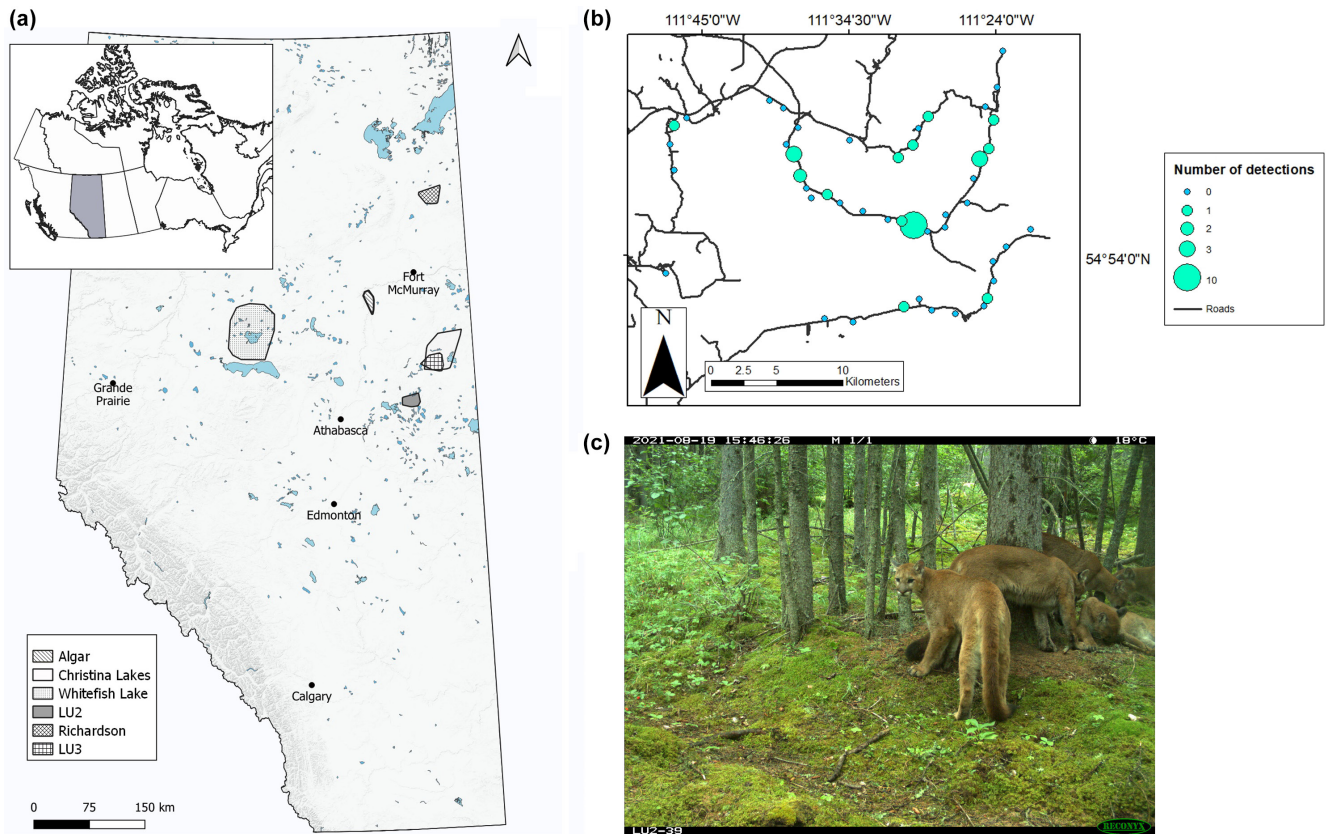 (a)
Fort
McMurray
Grande
Prairie
Athabasca
Edmonton
Calgary
Algar
Christina Lakes
Whitefish Lake
LU2
Richardson
LU3
0 75 150 km
(b)
111°45'0"W 111°34'30"W 111°24'0"W
54°54'0"N
N
0 2.5 5 10
Kilometers
Number of detections
0
1
2
3
10
Roads
(c)
2021-08-19 15:46:26 M 1/1 18°C
LU2-39
RECONYX